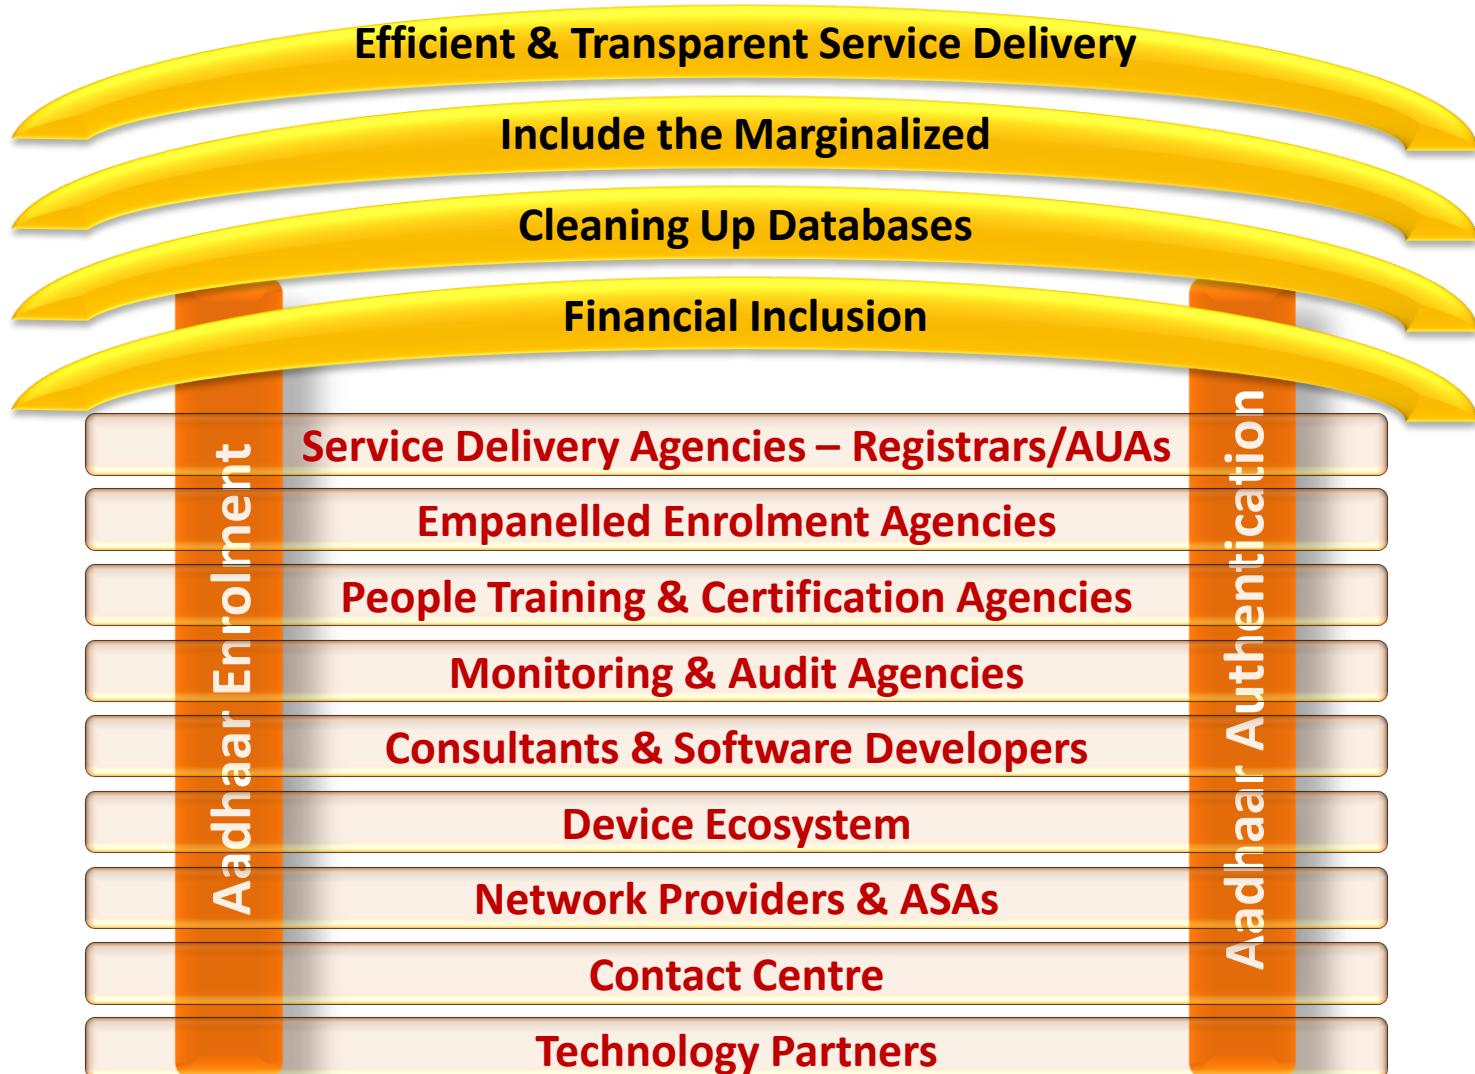 Efficient & Transparent Service Delivery
Include the Marginalized
Cleaning Up Databases
Financial Inclusion
Aadhaar Enrolment
Aadhaar Authentication
Service Delivery Agencies – Registrars/AUAs
Empanelled Enrolment Agencies
People Training & Certification Agencies
Monitoring & Audit Agencies
Consultants & Software Developers
Device Ecosystem
Network Providers & ASAs
Contact Centre
Technology Partners